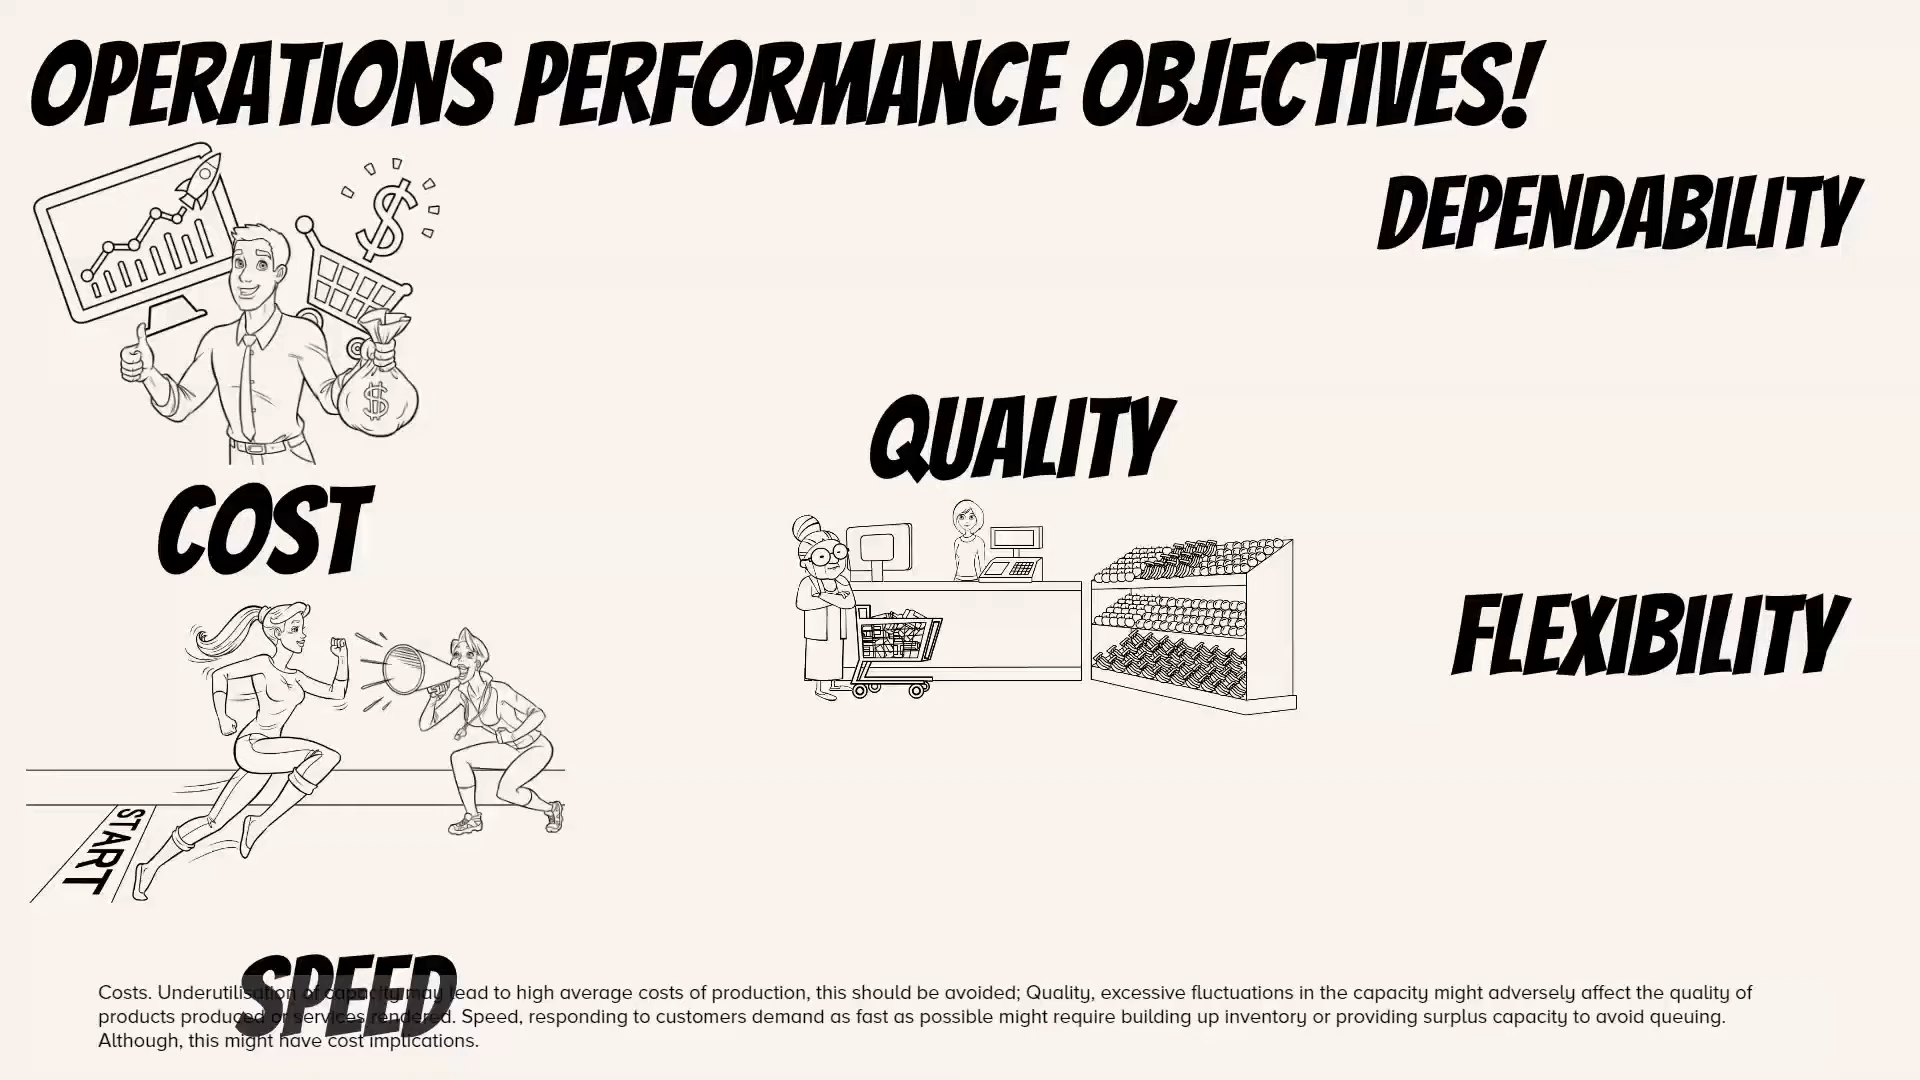 OPERATIONS PERFORMANCE OBJECTIVES!
DEPENDABILITY
QUALITY
COST
FLEXIBILITY
START
SPEED
Costs. Underutilisation of capacity may lead to high average costs of production, this should be avoided; Quality, excessive fluctuations in the capacity might adversely affect the quality of
products produced or services rendered. Speed, responding to customers demand as fast as possible might require building up inventory or providing surplus capacity to avoid queuing.
Although, this might have cost implications.